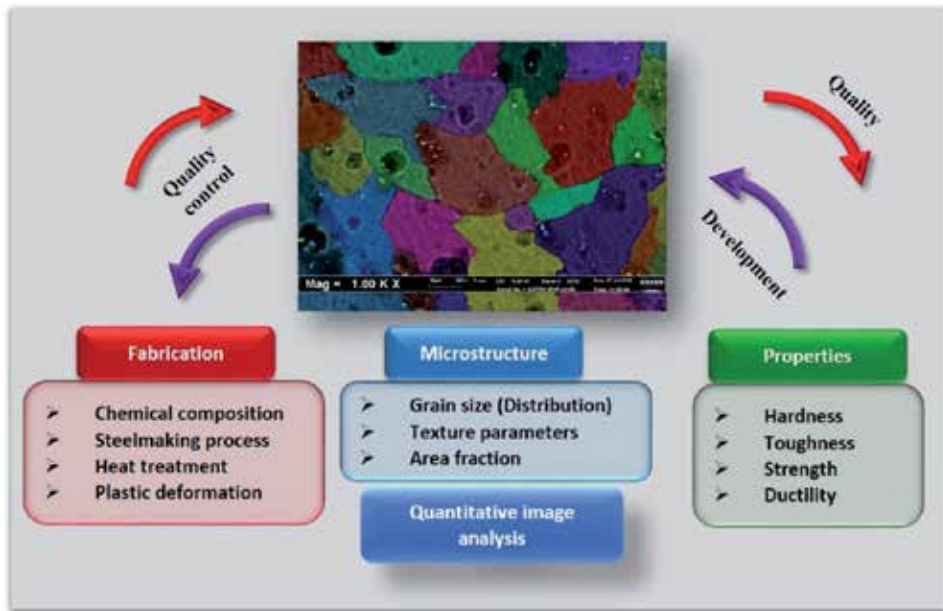 Quality
control
Quality
Development
Mag = 1.00 K X
Fabrication
Chemical composition
Steelmaking process
Heat treatment
Plastic deformation
Microstructure
Grain size (Distribution)
Texture parameters
Area fraction
Quantitative image
analysis
Properties
Hardness
Toughness
Strength
Ductility